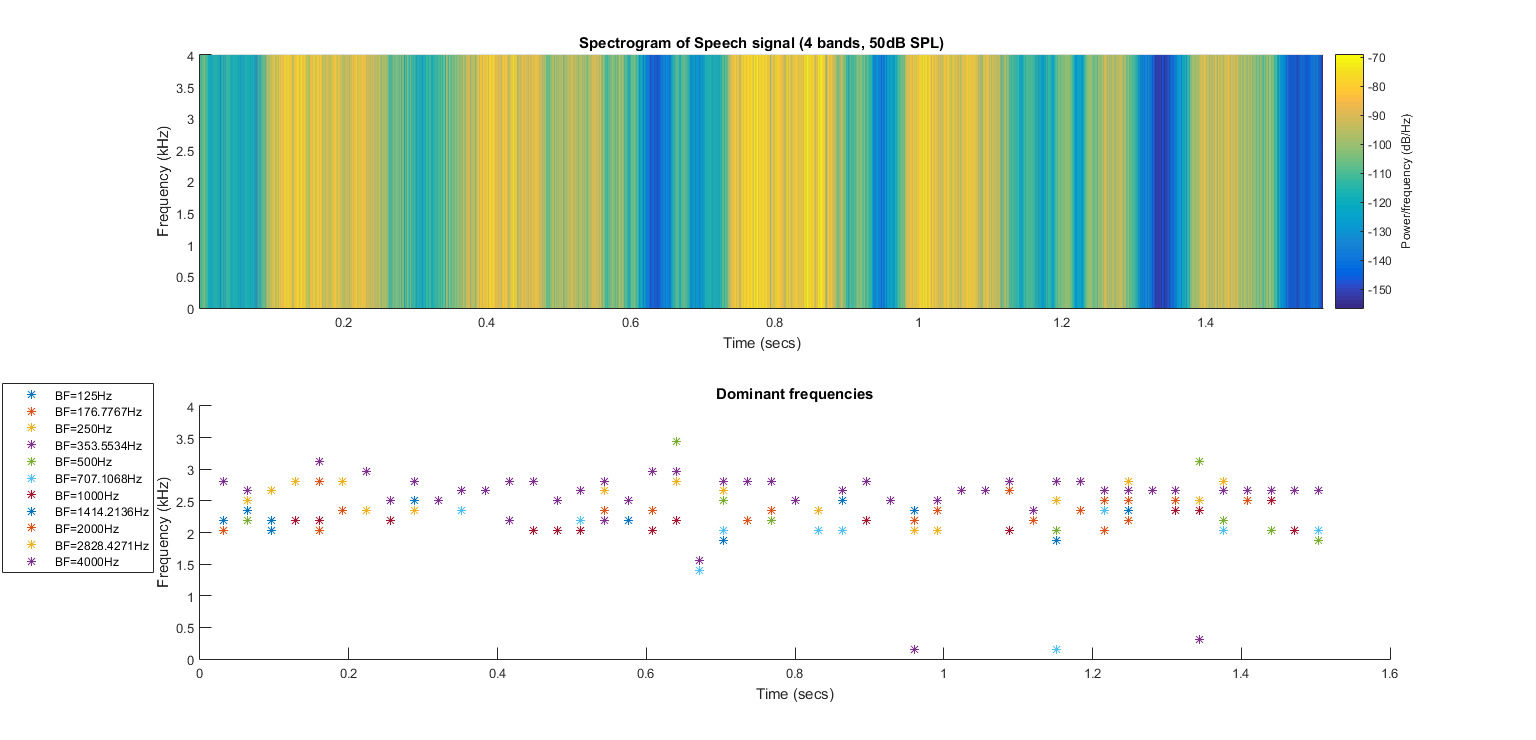 Spectrogram of Speech signal (4 bands, 50dB SPL)
4
3.5
3
2.5
2
1.5
1
0.5
0
Frequency (kHz)
0.2 0.4 0.6 0.8 1 1.2 1.4
Time (secs)
-70
-80
-90
-100
-110
-120
-130
-140
-150
Power/frequency (dB/Hz)
BF=125Hz
BF=176.7767Hz
BF=250Hz
BF=353.5534Hz
BF=500Hz
BF=707.1068Hz
BF=1000Hz
BF=1414.2136Hz
BF=2000Hz
BF=2828.4271Hz
BF=4000Hz
Dominant frequencies
4
3.5
3
2.5
2
1.5
1
0.5
0
Frequency (kHz)
0 0.2 0.4 0.6 0.8 1 1.2 1.4 1.6
Time (secs)